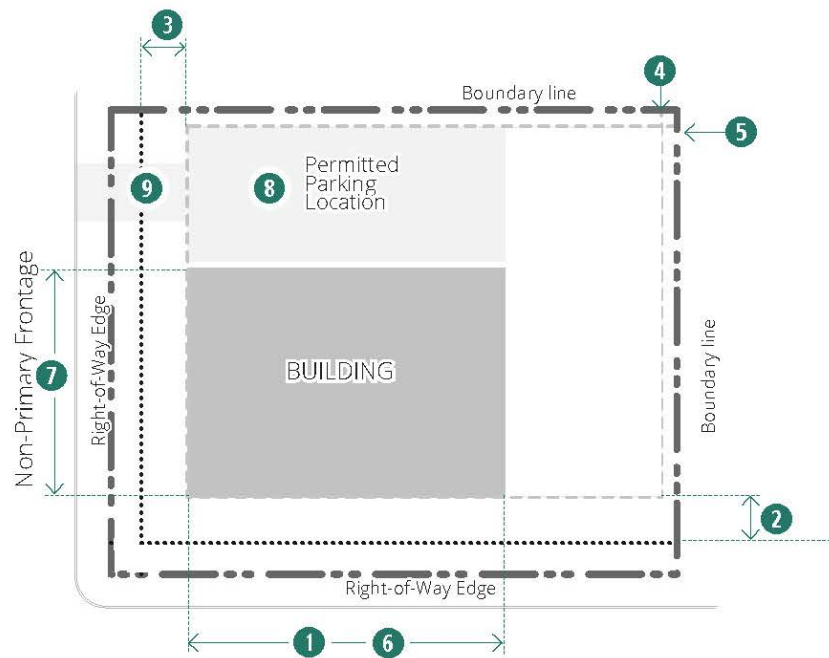 3
4
Boundary line
5
Permitted
Parking
Location
9
8
Non-Primary Frontage
Right-of-Way Edge
7
BUILDING
Boundary line
2
Right-of-Way Edge
1
6